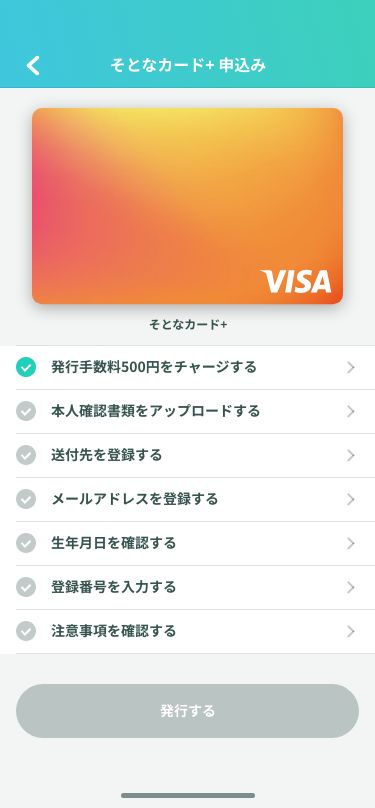 そとなカード+ 申込み
VISA
そとなカード+
発行手数料500円をチャージする
本人確認書類をアップロードする
送付先を登録する
メールアドレスを登録する
生年月日を確認する
登録番号を入力する
注意事項を確認する
発行する